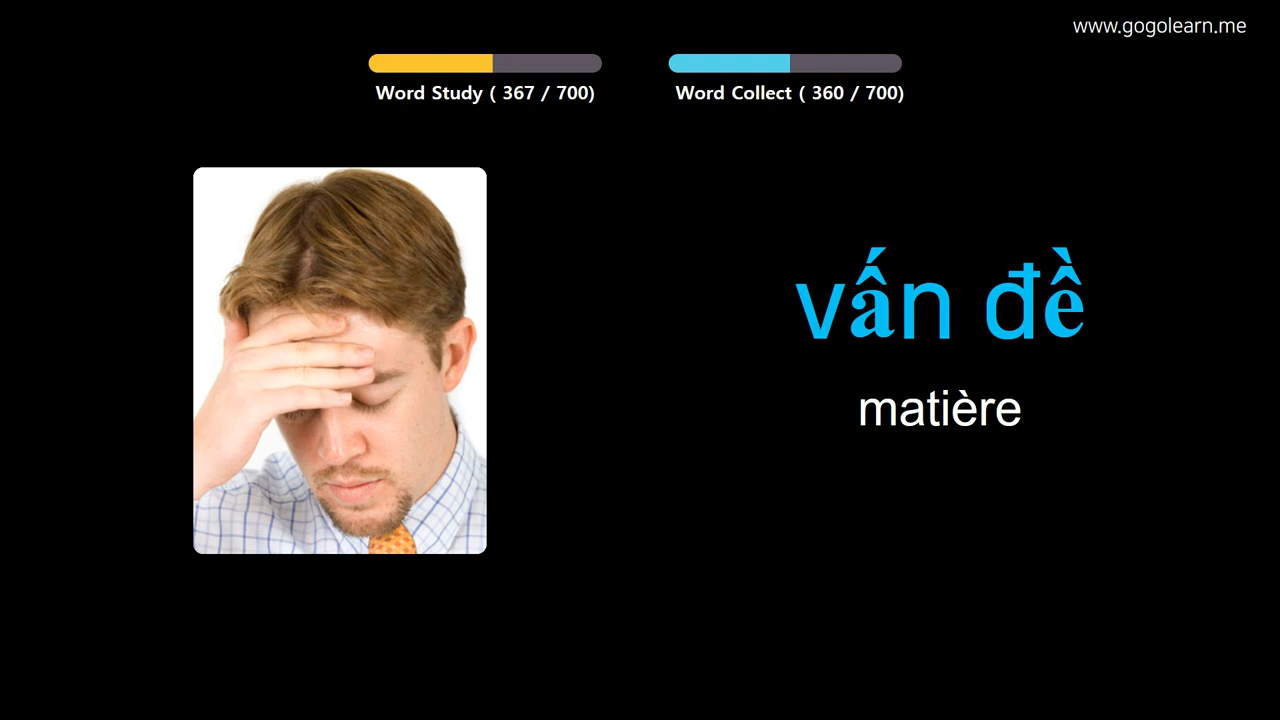 www.gogolearn.me
Word Study ( 367 / 700)
Word Collect ( 360 / 700)
vấn đề
matière